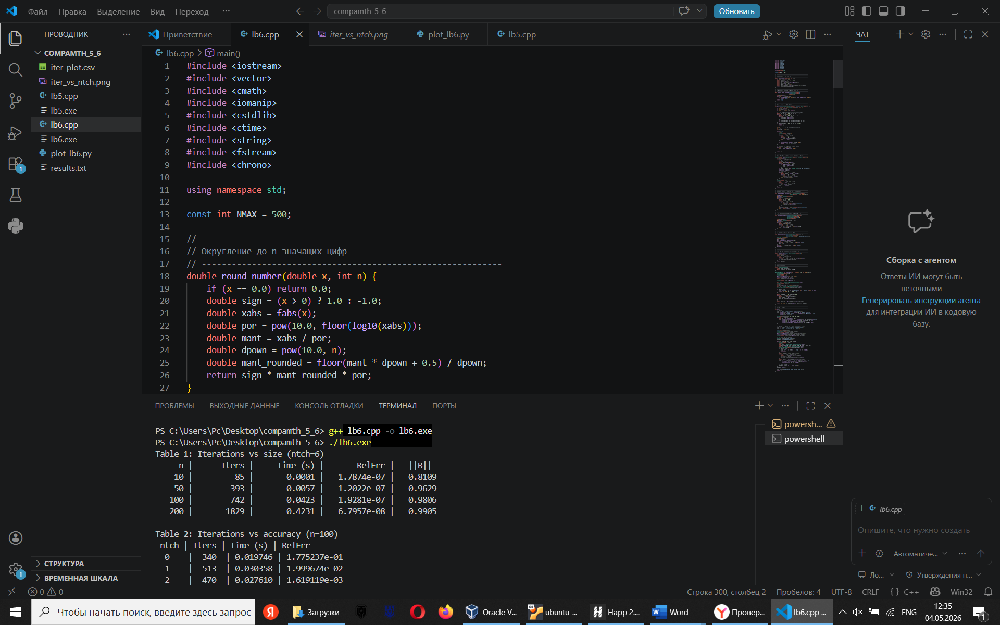 Файл Правка Выделение Вид Переход ···
compamth_5_6
Обновить
ПРОВОДНИК ···
COMPAMTH_5_6
iter_plot.csv
iter_vs_ntch.png
lb5.cpp
lb5.exe
lb6.cpp
lb6.exe
plot_lb6.py
results.txt
СТРУКТУРА
ВРЕМЕННАЯ ШКАЛА
Приветствие
lb6.cpp
iter_vs_ntch.png
plot_lb6.py
lb5.cpp
lb6.cpp > main()
1 #include <iostream>
2 #include <vector>
3 #include <cmath>
4 #include <iomanip>
5 #include <cstdlib>
6 #include <ctime>
7 #include <string>
8 #include <fstream>
9 #include <chrono>
10
11 using namespace std;
12
13 const int NMAX = 500;
14
15 // ------------------------------------------------------------
16 // Округление до n значащих цифр
17 // ------------------------------------------------------------
18 double round_number(double x, int n) {
19 if (x == 0.0) return 0.0;
20 double sign = (x > 0) ? 1.0 : -1.0;
21 double xabs = fabs(x);
22 double por = pow(10.0, floor(log10(xabs)));
23 double mant = xabs / por;
24 double dpown = pow(10.0, n);
25 double mant_rounded = floor(mant * dpown + 0.5) / dpown;
26 return sign * mant_rounded * por;
27 }
ПРОБЛЕМЫ ВЫХОДНЫЕ ДАННЫЕ КОНСОЛЬ ОТЛАДКИ ТЕРМИНАЛ ПОРТЫ
PS C:\Users\Pc\Desktop\compamth_5_6> g++ lb6.cpp -o lb6.exe
PS C:\Users\Pc\Desktop\compamth_5_6> ./lb6.exe
Table 1: Iterations vs size (ntch=6)
n | Iters | Time (s) | RelErr | ||B||
10 | 85 | 0.0001 | 1.7874e-07 | 0.8109
50 | 393 | 0.0057 | 1.2022e-07 | 0.9629
100 | 742 | 0.0423 | 1.9281e-07 | 0.9806
200 | 1829 | 0.4231 | 6.7957e-08 | 0.9905
Table 2: Iterations vs accuracy (n=100)
ntch | Iters | Time (s) | RelErr
0 | 340 | 0.019746 | 1.775237e-01
1 | 513 | 0.030358 | 1.999674e-02
2 | 470 | 0.027610 | 1.619119e-03
powersh...
powershell
ЧАТ
Сборка с агентом
Ответы ИИ могут быть
неточными
Генерировать инструкции агента
для интеграции ИИ в кодовую
базу.
lb6.cpp
Опишите, что нужно создать
Автоматиче...
Ло...
Утверждения п...
0 0
Строка 300, столбец 2 Пробелов: 4 UTF-8 CRLF {} C++ Win32
Чтобы начать поиск, введите здесь запрос
Я
Загрузки
Oracle V...
64
ubuntu-...
Happ 2....
Word
Провер...
lb6.cpp ...
ENG
12:35
04.05.2026
1